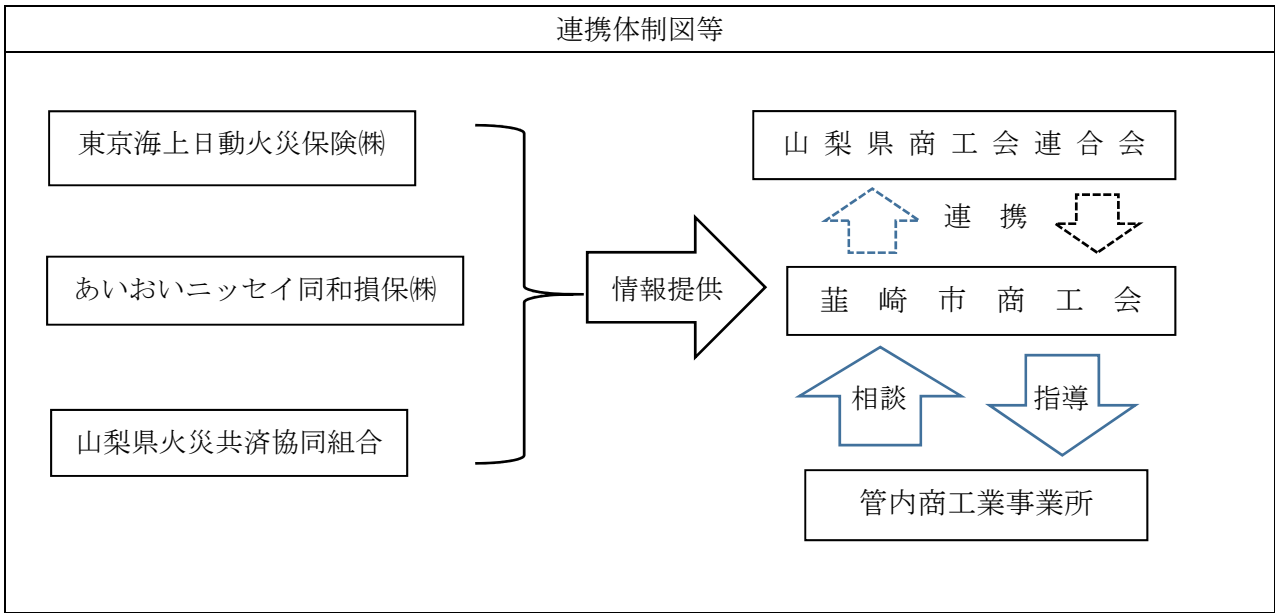 連携体制図等
東京海上日動火災保険㈱
あいおいニッセイ同和損保㈱
山梨県火災共済協同組合
情報提供
山梨県商工会連合会
連携
韮崎市商工会
相談
指導
管内商工業事業所